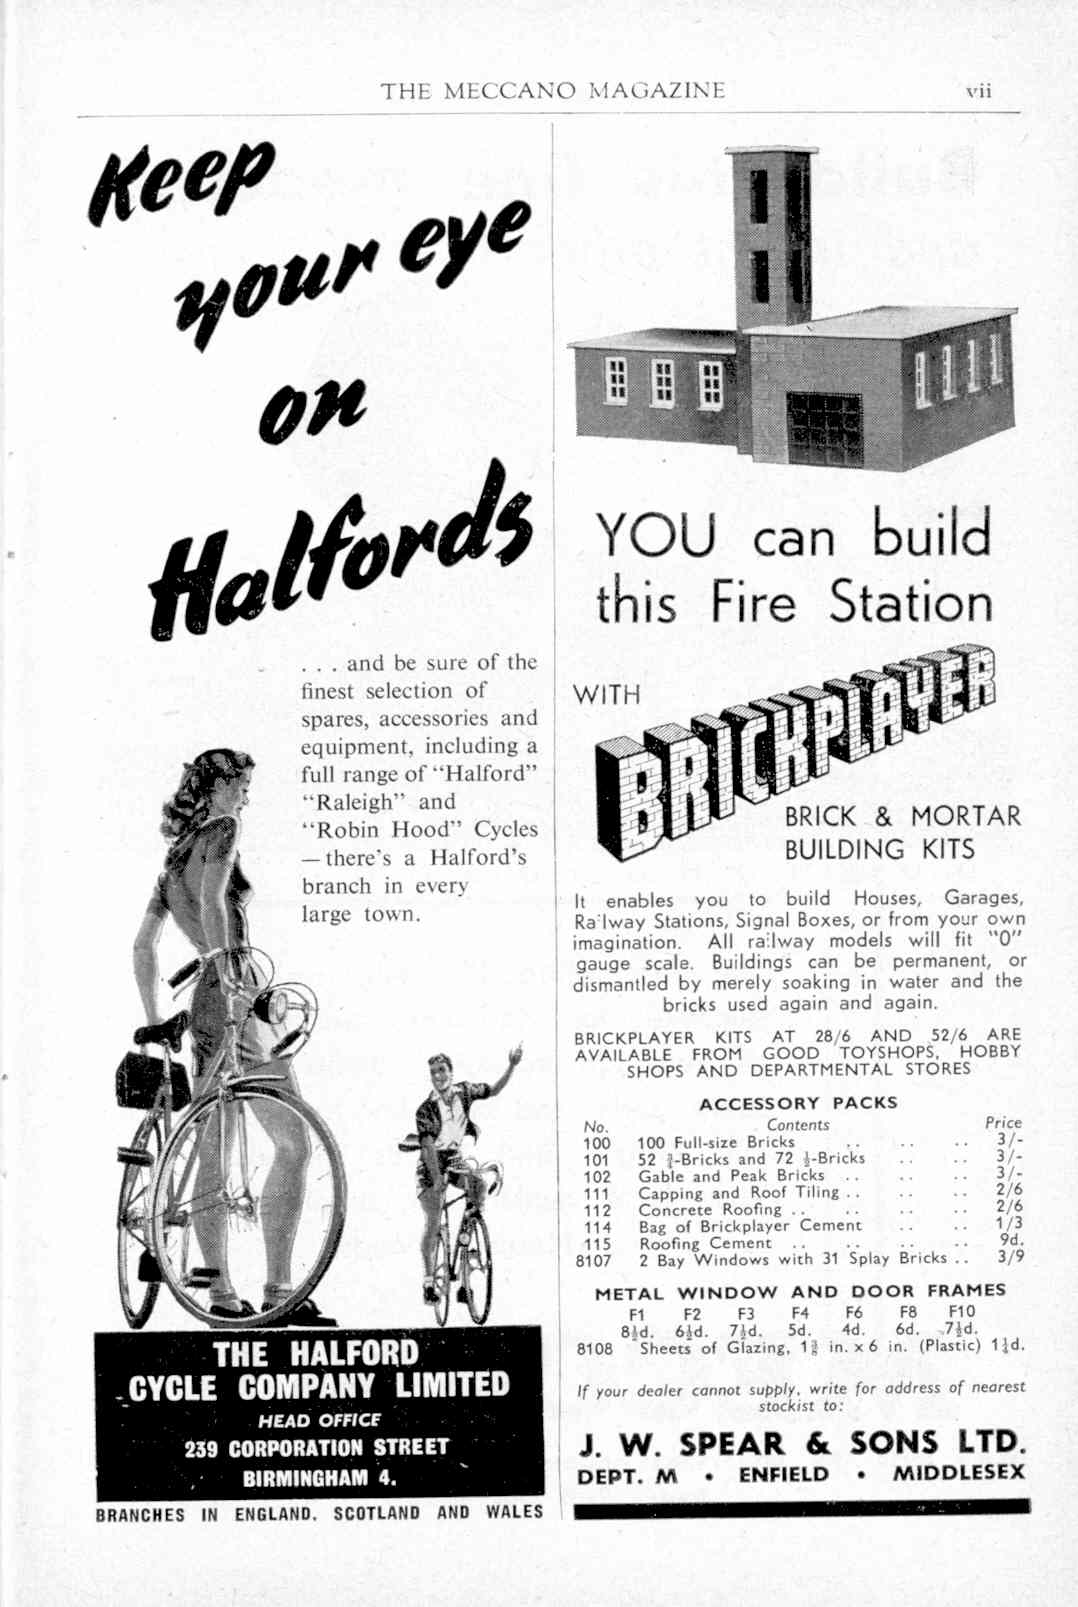 THE MECCANO MAGAZINE vii
Keep
your eye
on
Halfords
. . . and be sure of the
finest selection of
spares, accessories and
equipment, including a
full range of "Halford"
"Raleigh" and
"Robin Hood" Cycles
— there's a Halford's
branch in every
large town.
THE HALFORD
CYCLE COMPANY LIMITED
HEAD OFFICE
239 CORPORATION STREET
BIRMINGHAM 4.
BRANCHES IN ENGLAND. SCOTLAND AND WALES
YOU can build
this Fire Station
WITH
BRICKPLAYER
BRICK & MORTAR
BUILDING KITS
It enables you to build Houses, Garages,
Railway Stations, Signal Boxes, or from your own
imagination. All railway models will fit "O"
gauge scale. Buildings can be permanent, or
dismantled by merely soaking in water and the
bricks used again and again.
BRICKPLAYER KITS AT 28/6 AND 52/6 ARE
AVAILABLE FROM GOOD TOYSHOPS, HOBBY
SHOPS AND DEPARTMENTAL STORES
ACCESSORY PACKS
No. Contents Price
100 100 Full-size Bricks .. .. .. 3/-
101 52 ¾-Bricks and 72 ½-Bricks .. .. 3/-
102 Gable and Peak Bricks .. .. .. 3/-
111 Capping and Roof Tiling .. .. .. 2/6
112 Concrete Roofing .. .. .. .. 2/6
114 Bag of Brickplayer Cement .. .. 1/3
115 Roofing Cement .. .. .. .. 9d.
8107 2 Bay Windows with 31 Splay Bricks .. 3/9
METAL WINDOW AND DOOR FRAMES
F1 F2 F3 F4 F6 F8 F10
8½d. 6½d. 7½d. 5d. 4d. 6d. 7½d.
8108 Sheets of Glazing, 1⅜ in. x 6 in. (Plastic) 1½d.
If your dealer cannot supply, write for address of nearest
stockist to:
J. W. SPEAR & SONS LTD.
DEPT. M • ENFIELD • MIDDLESEX